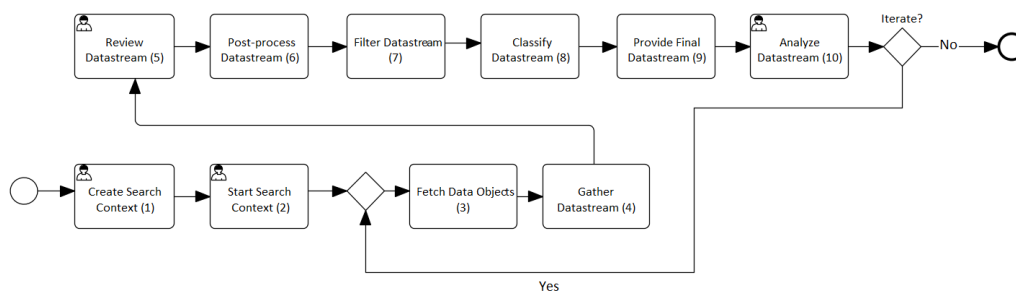 Iterate?
Review
Datastream (5)
Post-process
Datastream (6)
Filter Datastream
(7)
Classify
Datastream (8)
Provide Final
Datastream (9)
Analyze
Datastream (10)
No
Create Search
Context (1)
Start Search
Context (2)
Fetch Data Objects
(3)
Gather
Datastream (4)
Yes